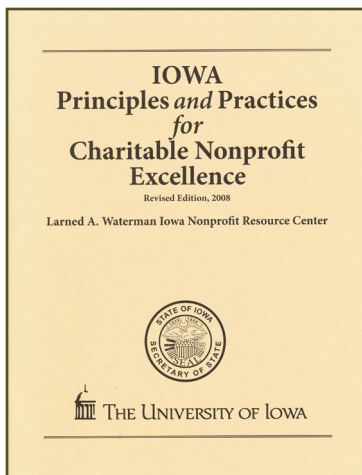 IOWA
Principles and Practices
for
Charitable Nonprofit
Excellence
Revised Edition, 2008
Larned A. Waterman Iowa Nonprofit Resource Center
STATE OF IOWA
SEAL
SECRETARY OF STATE
THE UNIVERSITY OF IOWA